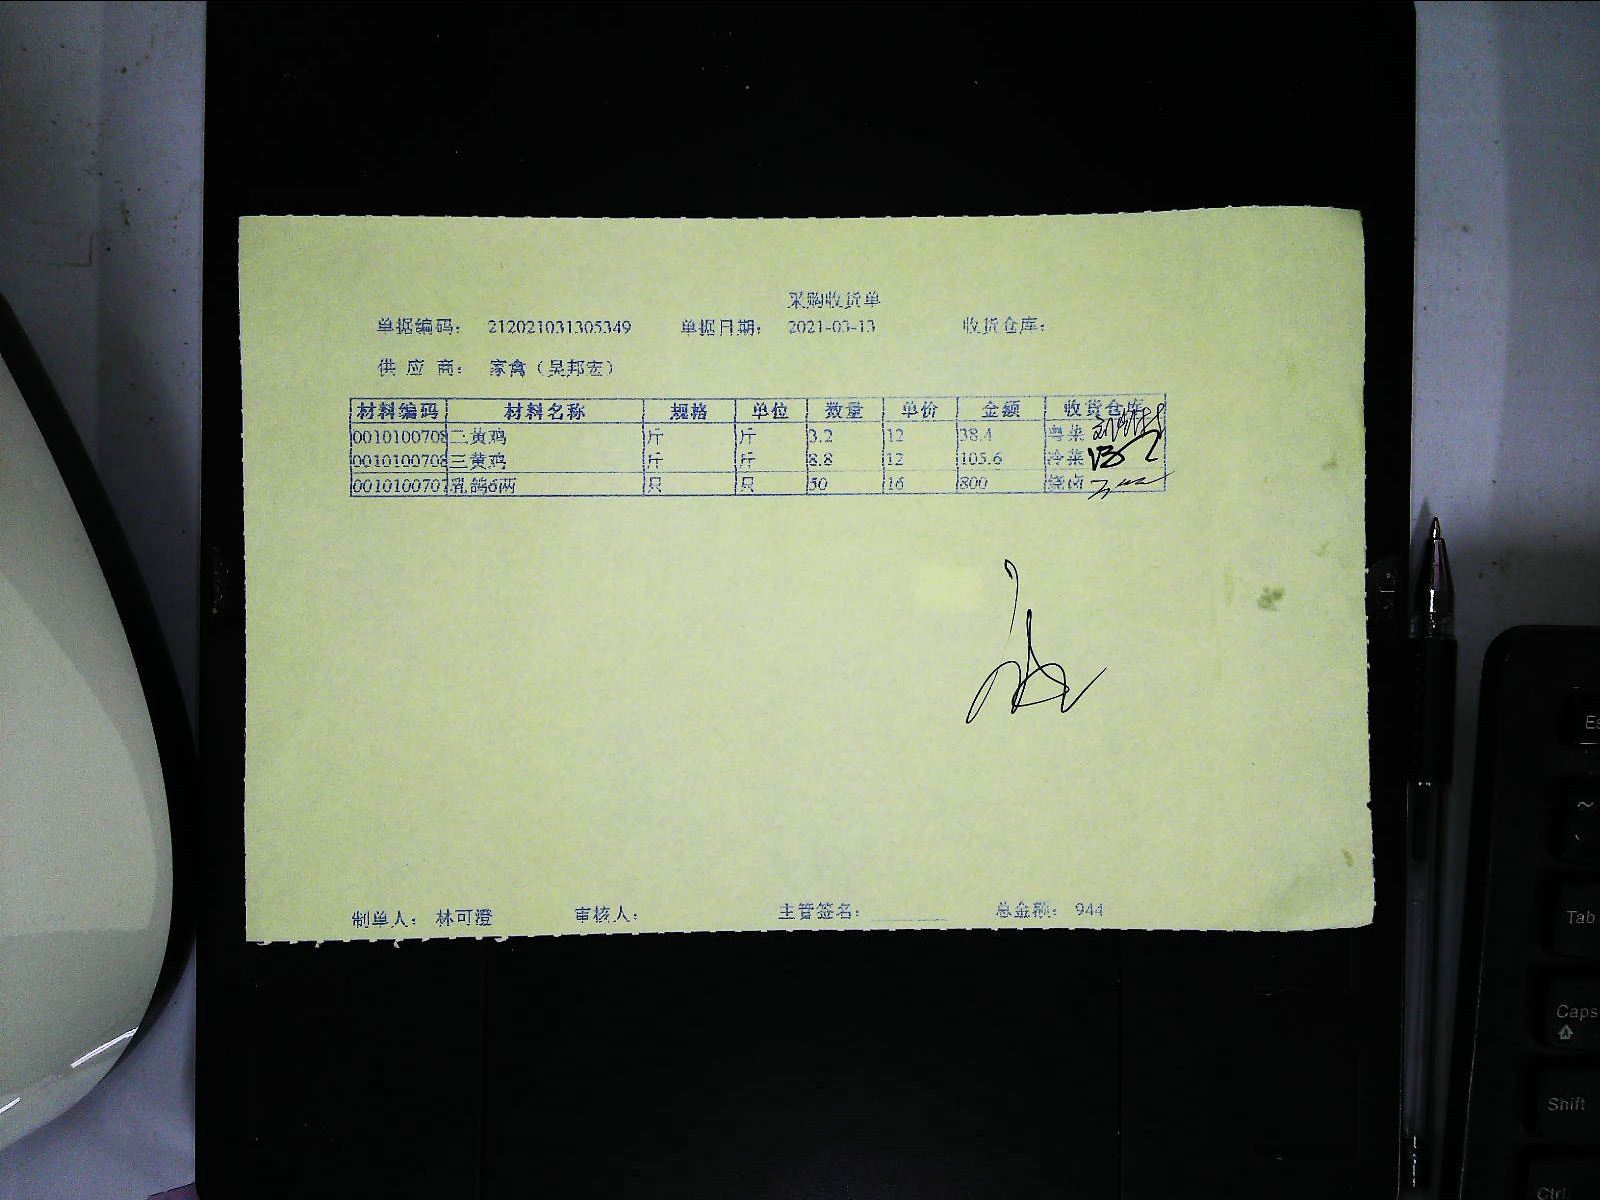 采购收货单
单据编码： 212021031305349 单据日期： 2021-03-13 收货仓库：
供 应 商： 家禽（吴邦宏）
材料编码 材料名称 规格 单位 数量 单价 金额 收货仓库
0010100708 三黄鸡 斤 斤 3.2 12 38.4 粤菜
0010100708 三黄鸡 斤 斤 8.8 12 105.6 冷菜
0010100707 乳鸽6两 只 只 50 16 800 烧卤
制单人： 林可澄 审核人： 主管签名：________ 总金额： 944
Es
~
Tab
Caps
Shift
Ctrl